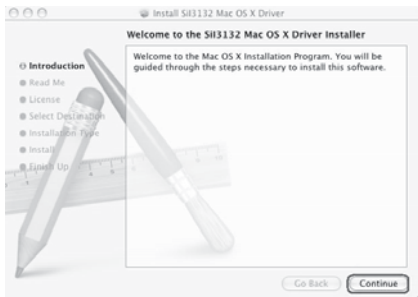 Install SiI3132 Mac OS X Driver
Welcome to the SiI3132 Mac OS X Driver Installer
Introduction
Read Me
License
Select Destination
Installation Type
Install
Finish Up
Welcome to the Mac OS X Installation Program. You will be
guided through the steps necessary to install this software.
Go Back
Continue